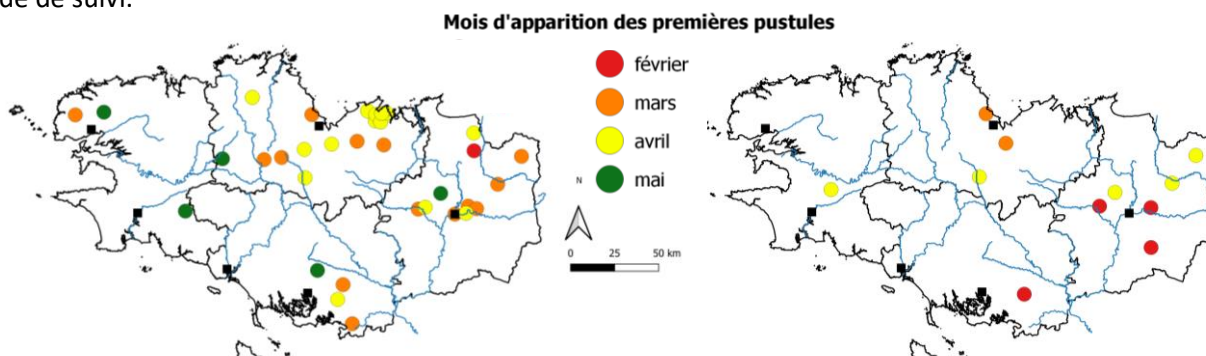 de de suivi.
Mois d'apparition des premières pustules
février
mars
avril
mai
N
0 25 50 km